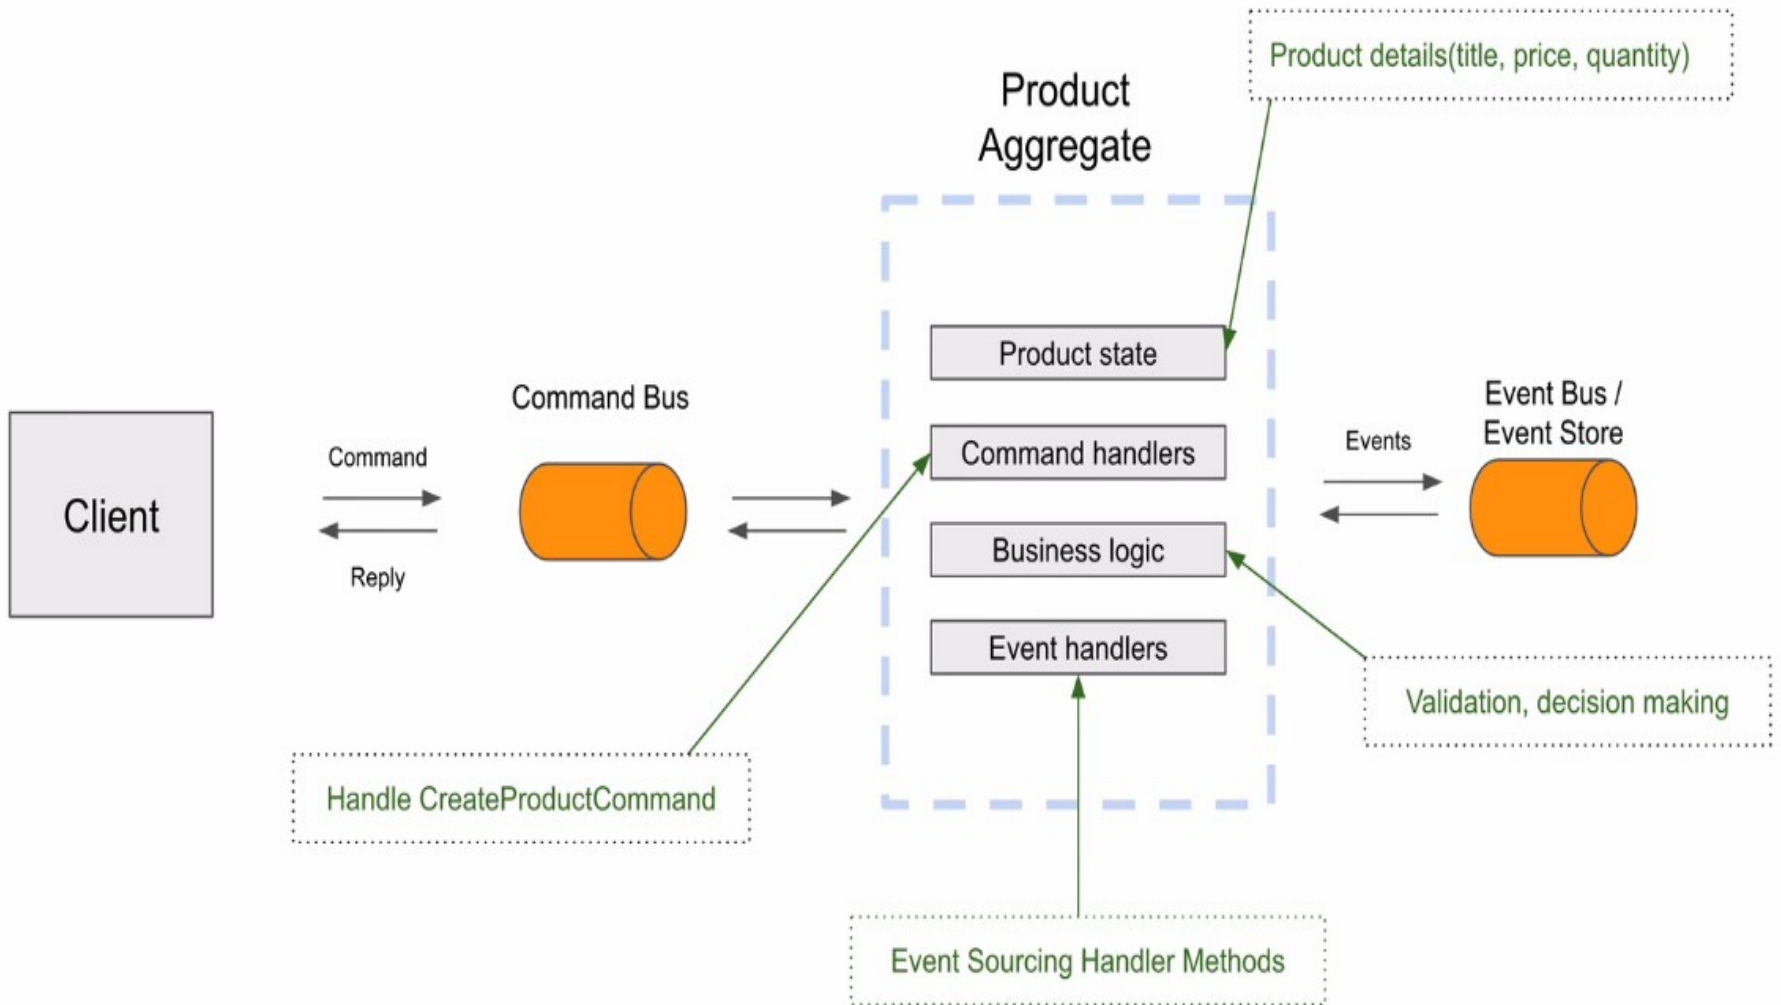 Product details(title, price, quantity)
Product
Aggregate
Product state
Command Bus
Event Bus /
Event Store
Command
Events
Command handlers
Client
Business logic
Reply
Event handlers
Validation, decision making
Handle CreateProductCommand
Event Sourcing Handler Methods